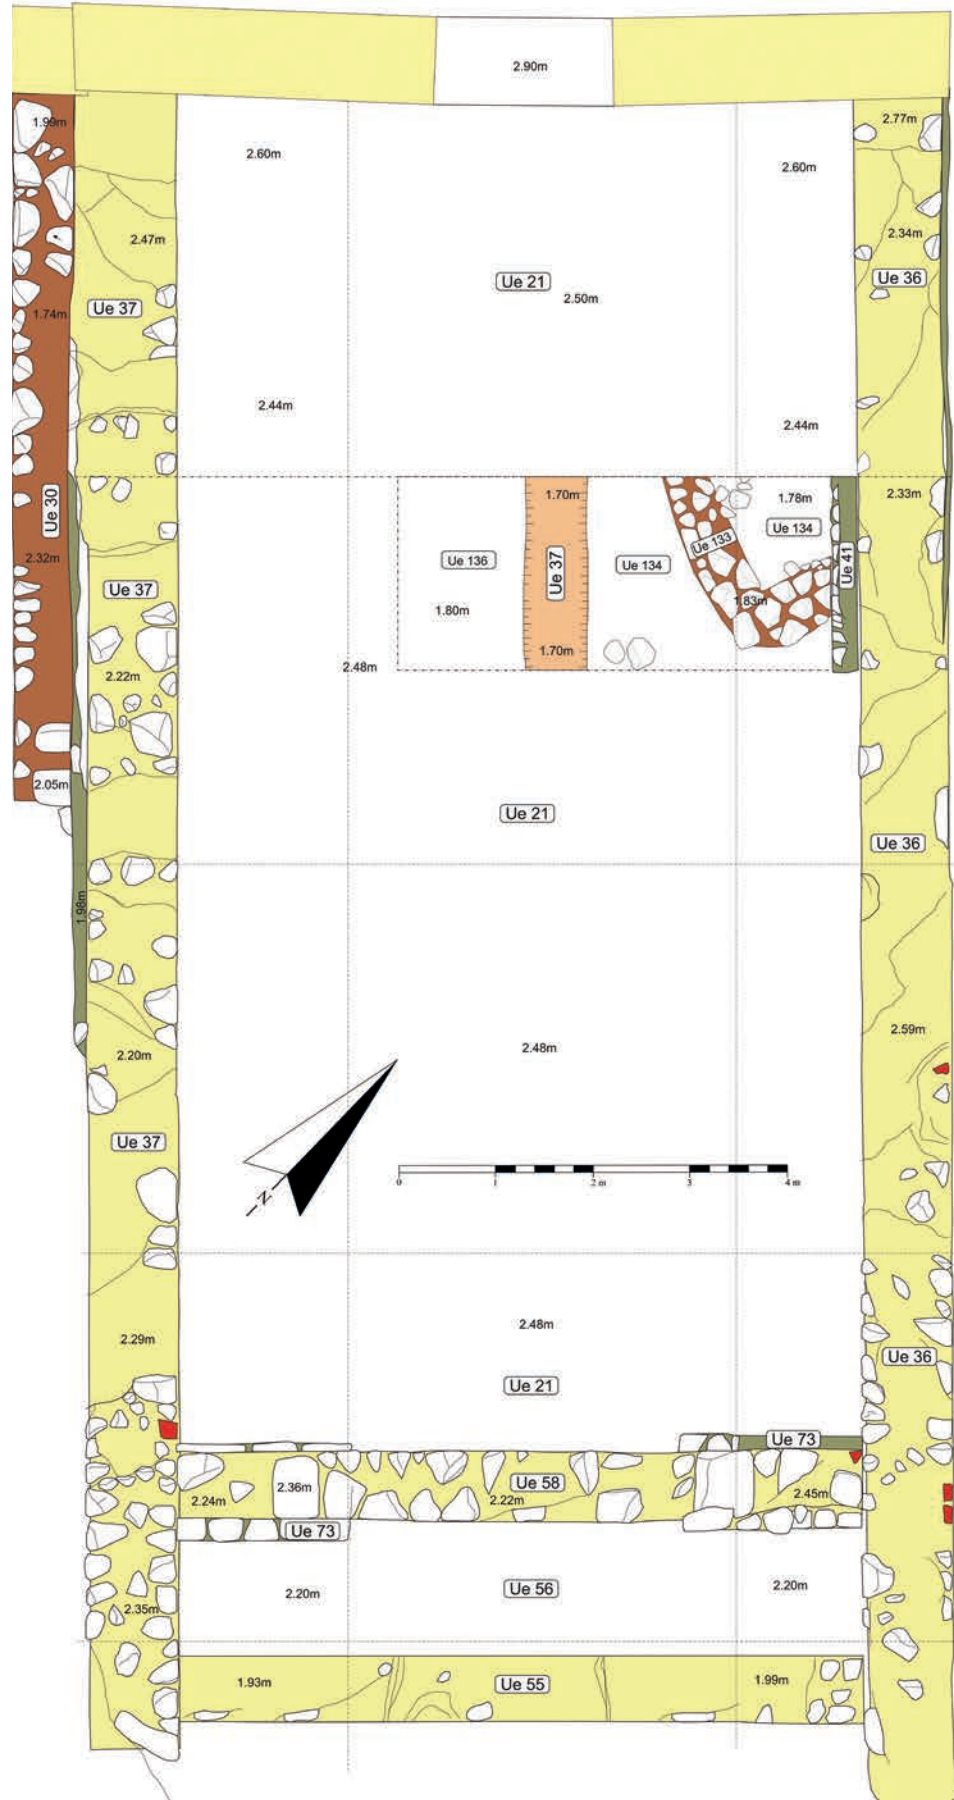 2.90m
1.99m
2.77m
2.60m
2.60m
2.47m
2.34m
Ue 21
Ue 36
2.50m
Ue 37
1.74m
2.44m
2.44m
1.70m
1.78m
2.33m
Ue 30
Ue 134
Ue 133
2.32m
Ue 136
Ue 37
Ue 134
Ue 41
Ue 37
1.83m
1.80m
1.70m
2.48m
2.22m
2.05m
Ue 21
Ue 36
1.98m
2.59m
2.48m
2.20m
Ue 37
N
0 1 2 m 3 4 m
2.48m
2.29m
Ue 36
Ue 21
Ue 73
2.24m
2.36m
Ue 58
2.22m
2.45m
Ue 73
2.20m
Ue 56
2.20m
2.35m
1.93m
Ue 55
1.99m